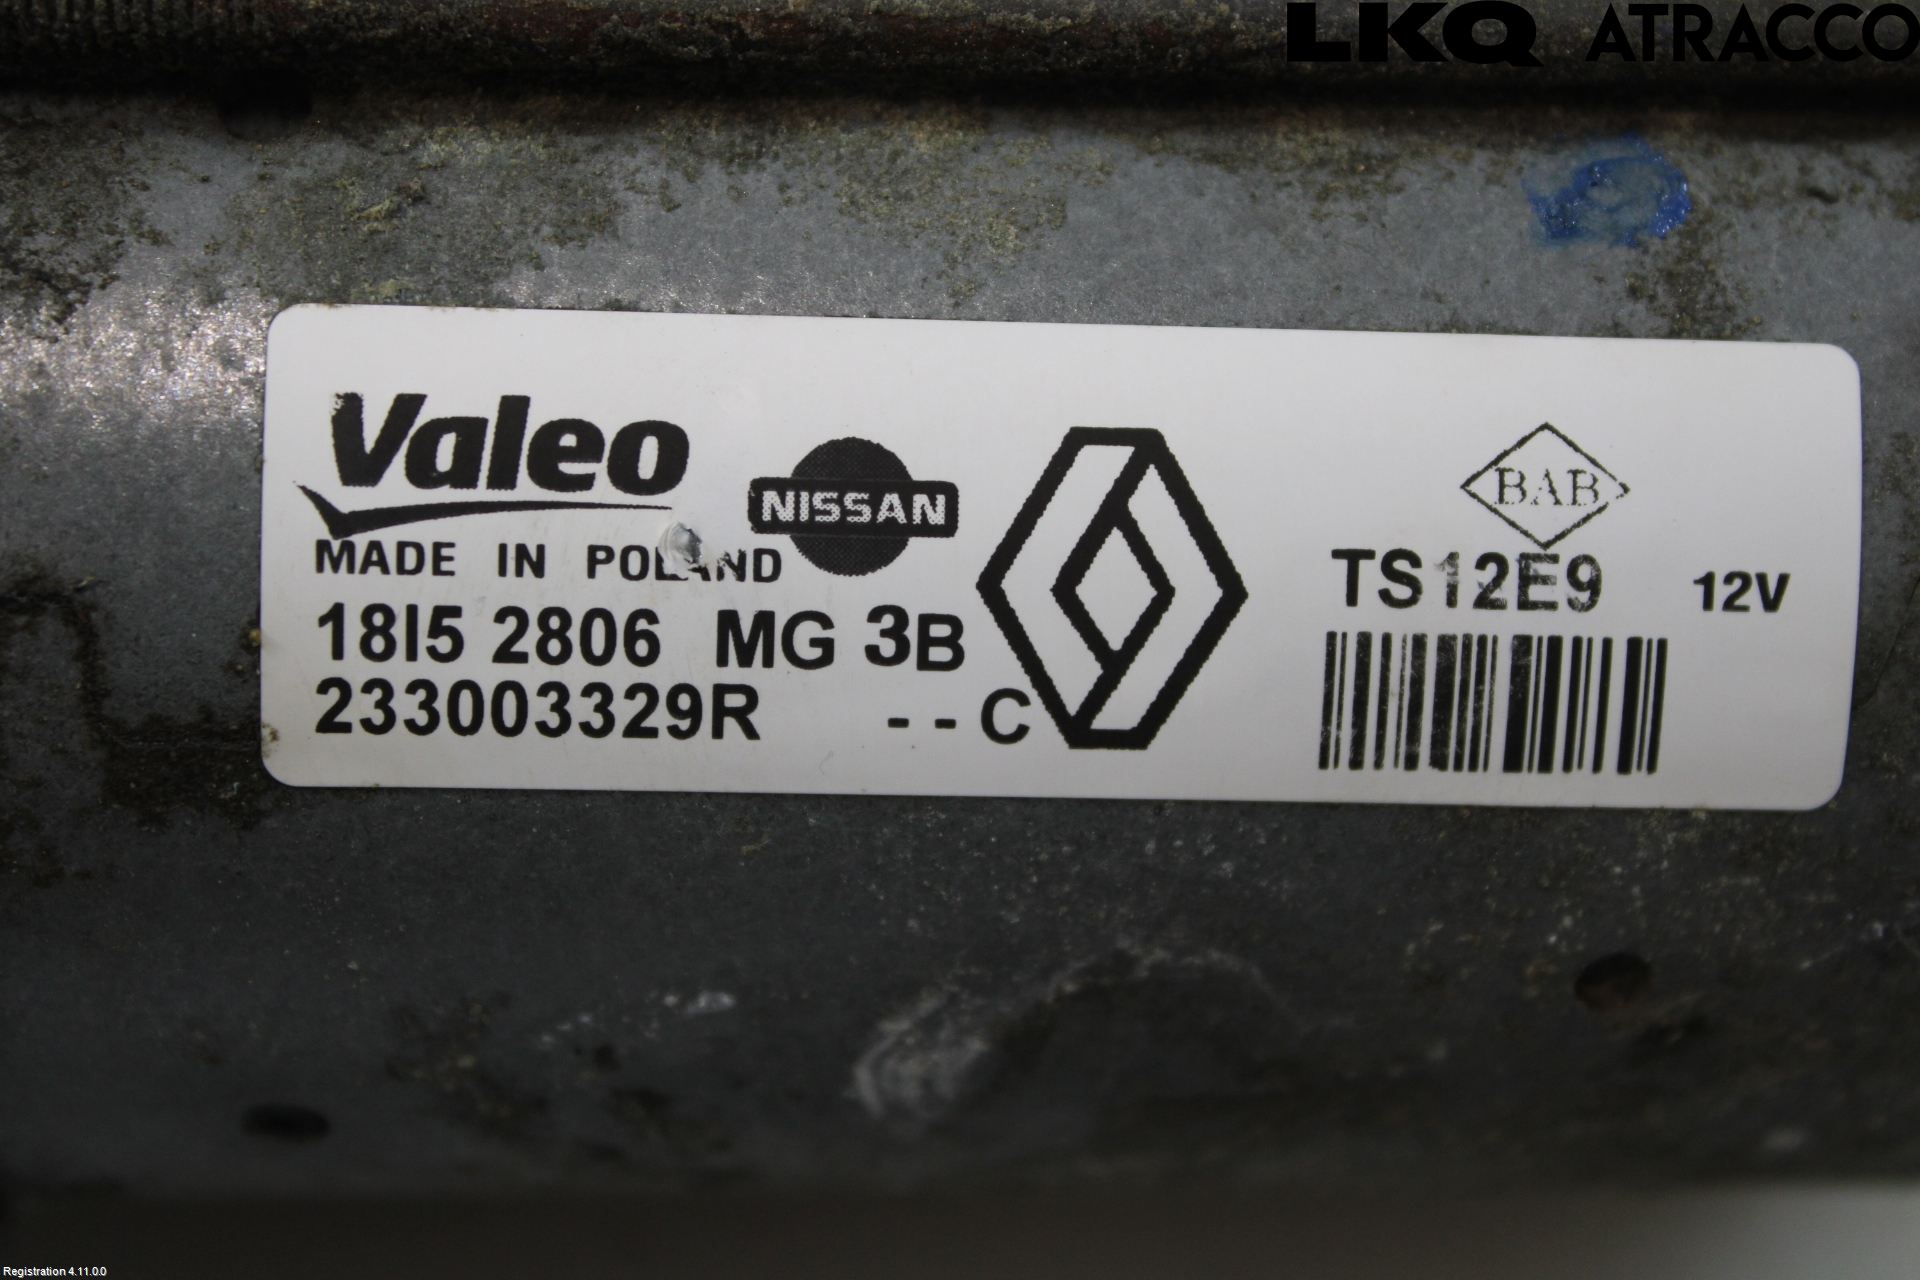 LKQ ATRACCO
Valeo
NISSAN
BAB
MADE IN POLAND
TS12E9 12V
18I5 2806 MG 3B
233003329R --C
Registration 4.11.0.0